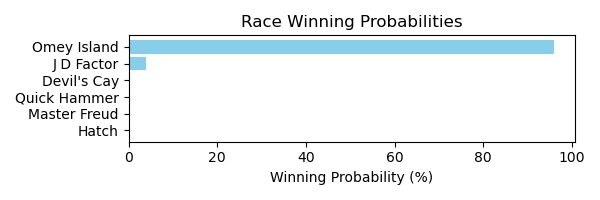 Race Winning Probabilities
Omey Island
J D Factor
Devil's Cay
Quick Hammer
Master Freud
Hatch
0 20 40 60 80 100
Winning Probability (%)